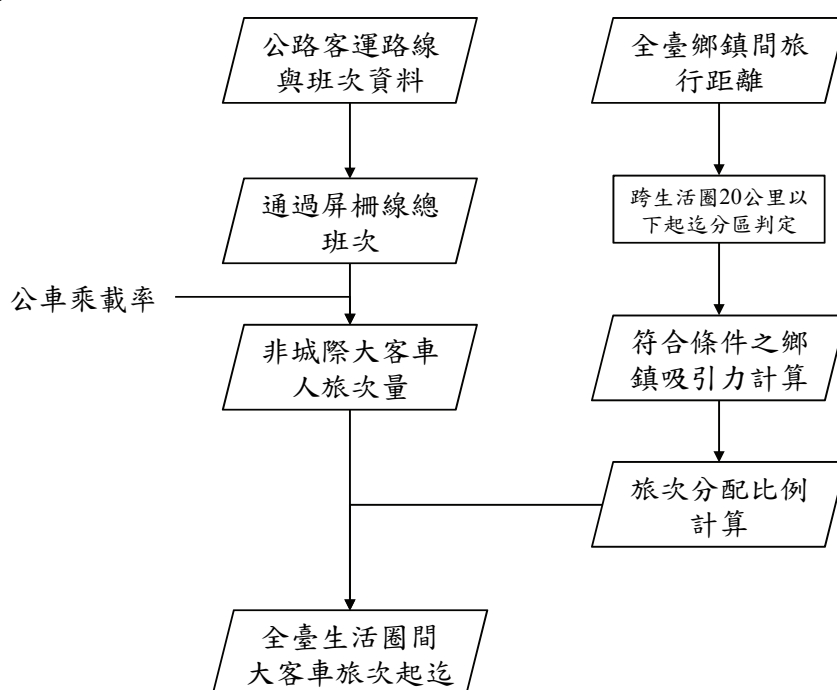 公路客運路線
與班次資料
全臺鄉鎮間旅
行距離
通過屏柵線總
班次
跨生活圈20公里以
下起迄分區判定
公車乘載率
非城際大客車
人旅次量
符合條件之鄉
鎮吸引力計算
旅次分配比例
計算
全臺生活圈間
大客車旅次起迄